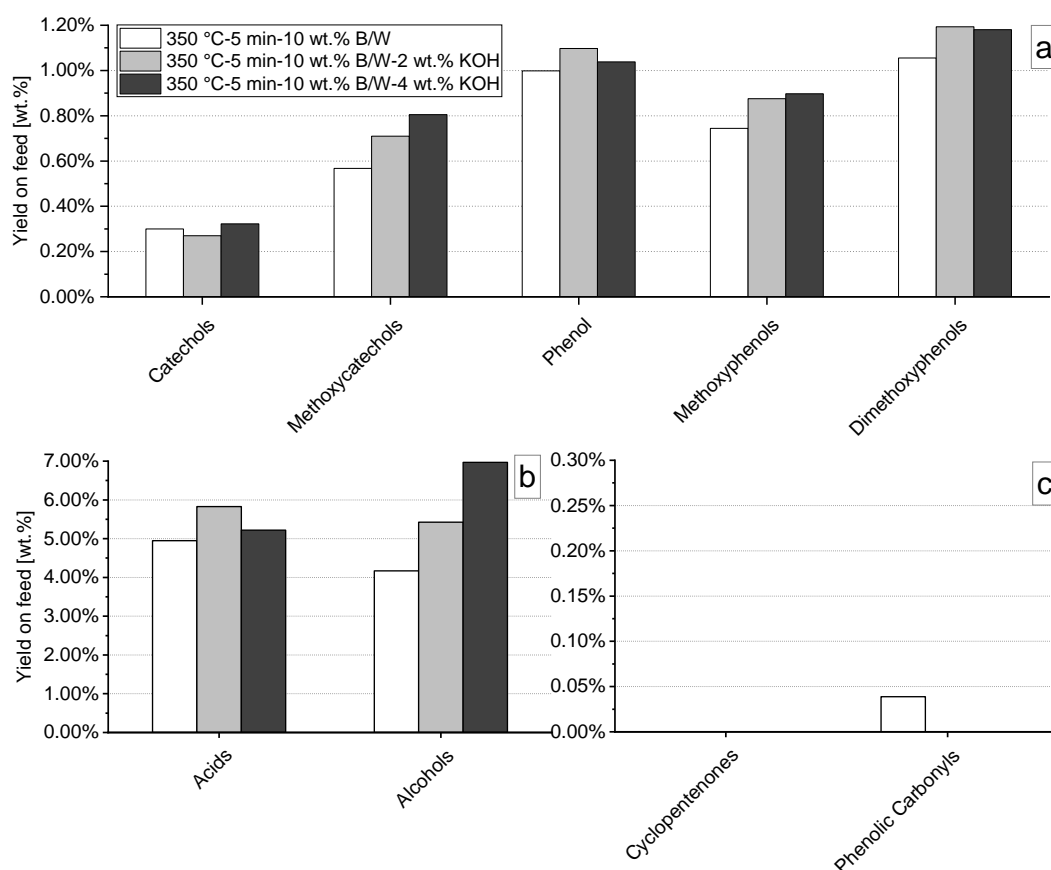 1.20%
1.00%
0.80%
0.60%
0.40%
0.20%
0.00%
Yield on feed [wt.%]
350 °C-5 min-10 wt.% B/W
350 °C-5 min-10 wt.% B/W-2 wt.% KOH
350 °C-5 min-10 wt.% B/W-4 wt.% KOH
a
Catechols
Methoxycatechols
Phenol
Methoxyphenols
Dimethoxyphenols
7.00%
6.00%
5.00%
4.00%
3.00%
2.00%
1.00%
0.00%
Yield on feed [wt.%]
b
Acids
Alcohols
0.30%
0.25%
0.20%
0.15%
0.10%
0.05%
0.00%
c
Cyclopentenones
Phenolic Carbonyls